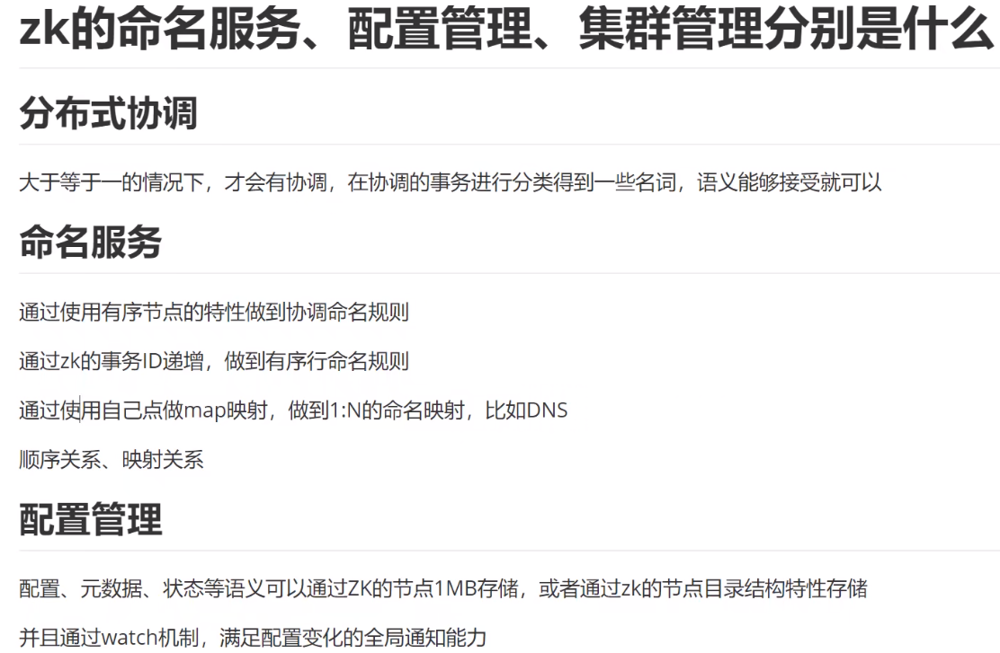 zk的命名服务、配置管理、集群管理分别是什么
分布式协调
大于等于一的情况下，才会有协调，在协调的事务进行分类得到一些名词，语义能够接受就可以
命名服务
通过使用有序节点的特性做到协调命名规则
通过zk的事务ID递增，做到有序行命名规则
通过使用自己点做map映射，做到1:N的命名映射，比如DNS
顺序关系、映射关系
配置管理
配置、元数据、状态等语义可以通过ZK的节点1MB存储，或者通过zk的节点目录结构特性存储
并且通过watch机制，满足配置变化的全局通知能力